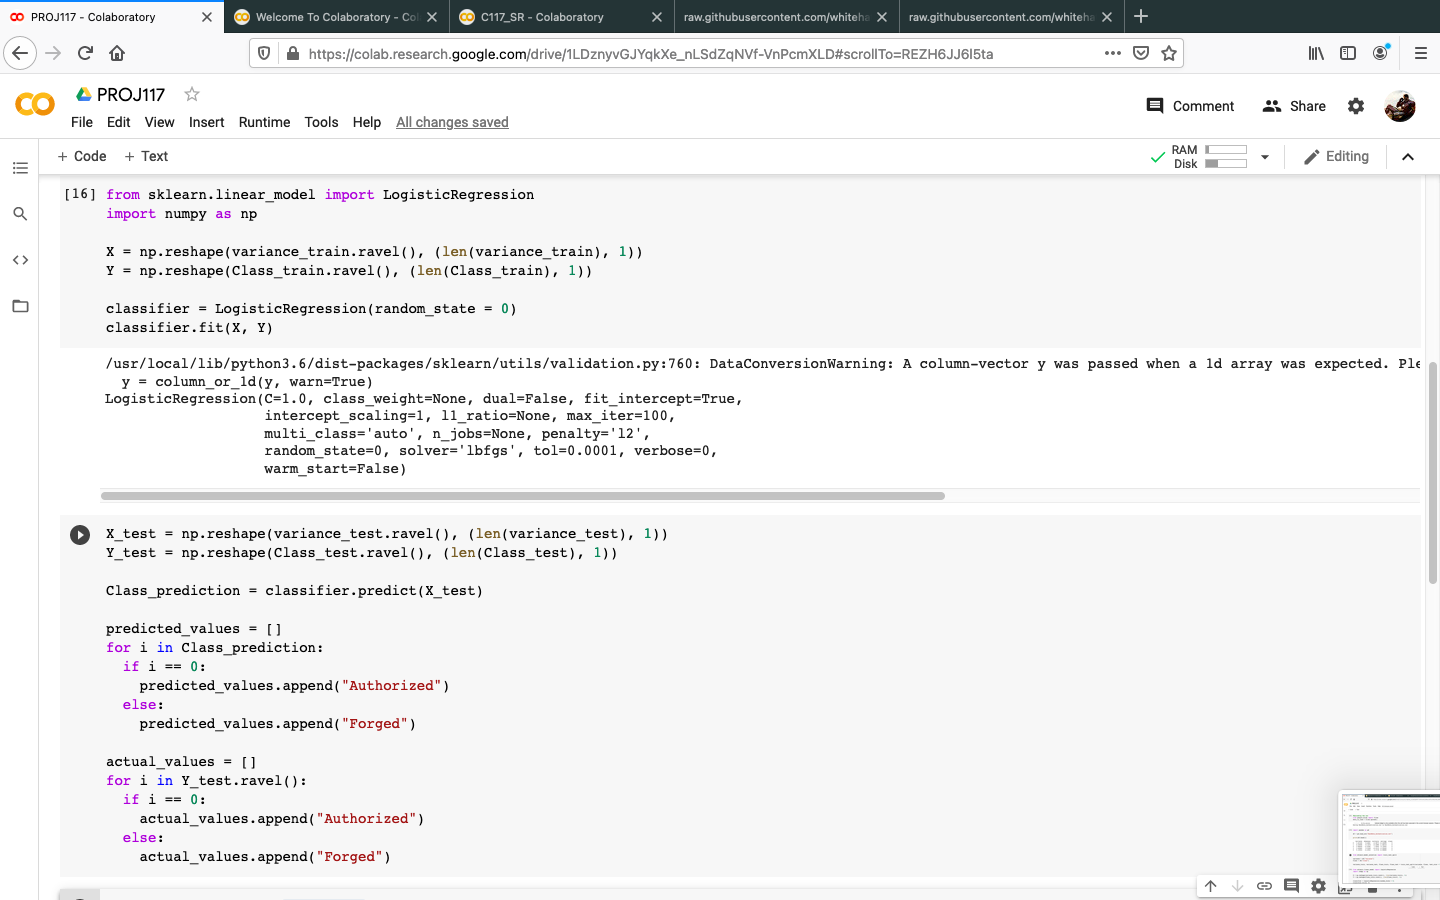 PROJ117 - Colaboratory
Welcome To Colaboratory - Col
C117_SR - Colaboratory
raw.githubusercontent.com/whiteha
raw.githubusercontent.com/whiteha
https://colab.research.google.com/drive/1LDznyvGJYqkXe_nLSdZqNVf-VnPcmXLD#scrollTo=REZH6JJ6I5ta
PROJ117
File Edit View Insert Runtime Tools Help All changes saved
Comment Share
+ Code + Text
RAM
Disk
Editing
[16] from sklearn.linear_model import LogisticRegression
import numpy as np
X = np.reshape(variance_train.ravel(), (len(variance_train), 1))
Y = np.reshape(Class_train.ravel(), (len(Class_train), 1))
classifier = LogisticRegression(random_state = 0)
classifier.fit(X, Y)
/usr/local/lib/python3.6/dist-packages/sklearn/utils/validation.py:760: DataConversionWarning: A column-vector y was passed when a 1d array was expected. Ple
y = column_or_1d(y, warn=True)
LogisticRegression(C=1.0, class_weight=None, dual=False, fit_intercept=True,
intercept_scaling=1, l1_ratio=None, max_iter=100,
multi_class='auto', n_jobs=None, penalty='l2',
random_state=0, solver='lbfgs', tol=0.0001, verbose=0,
warm_start=False)
X_test = np.reshape(variance_test.ravel(), (len(variance_test), 1))
Y_test = np.reshape(Class_test.ravel(), (len(Class_test), 1))
Class_prediction = classifier.predict(X_test)
predicted_values = []
for i in Class_prediction:
if i == 0:
predicted_values.append("Authorized")
else:
predicted_values.append("Forged")
actual_values = []
for i in Y_test.ravel():
if i == 0:
actual_values.append("Authorized")
else:
actual_values.append("Forged")